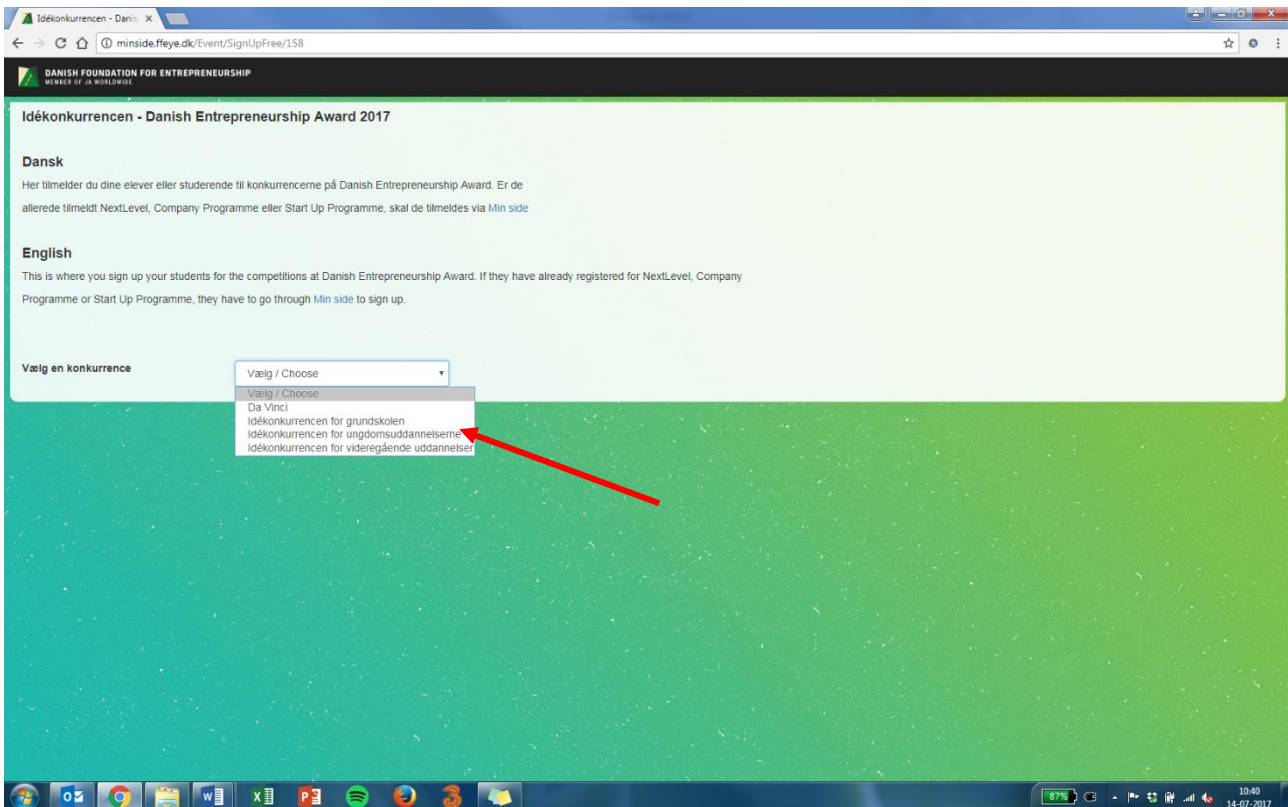 Idékonkurrencen - Danis
minside.ffeye.dk/Event/SignUpFree/158
DANISH FOUNDATION FOR ENTREPRENEURSHIP
MEMBER OF JA WORLDWIDE
Idékonkurrencen - Danish Entrepreneurship Award 2017
Dansk
Her tilmelder du dine elever eller studerende til konkurrencerne på Danish Entrepreneurship Award. Er de
allerede tilmeldt NextLevel, Company Programme eller Start Up Programme, skal de tilmeldes via Min side
English
This is where you sign up your students for the competitions at Danish Entrepreneurship Award. If they have already registered for NextLevel, Company
Programme or Start Up Programme, they have to go through Min side to sign up.
Vælg en konkurrence
Vælg / Choose
Vælg / Choose
Da Vinci
Idékonkurrencen for grundskolen
Idékonkurrencen for ungdomsuddannelserne
Idékonkurrencen for videregående uddannelser
87%
10:40
14-07-2017